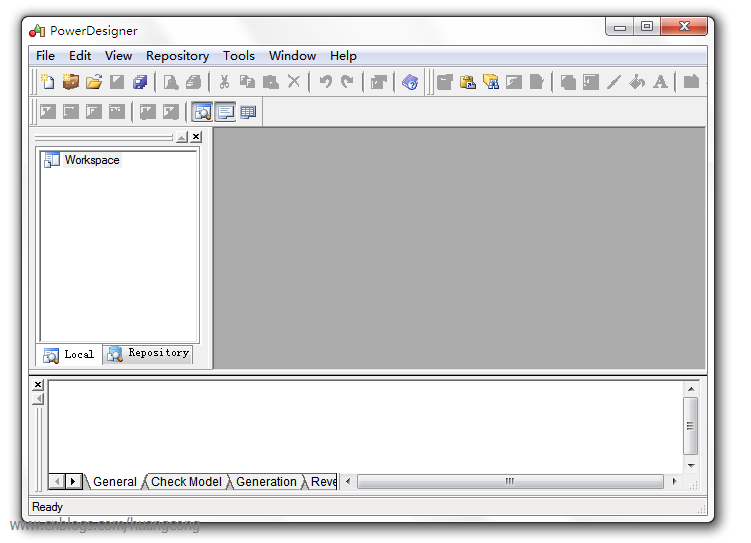 PowerDesigner
File Edit View Repository Tools Window Help
Workspace
Local Repository
General Check Model Generation Reve
Ready
www.cnblogs.com/huangcong